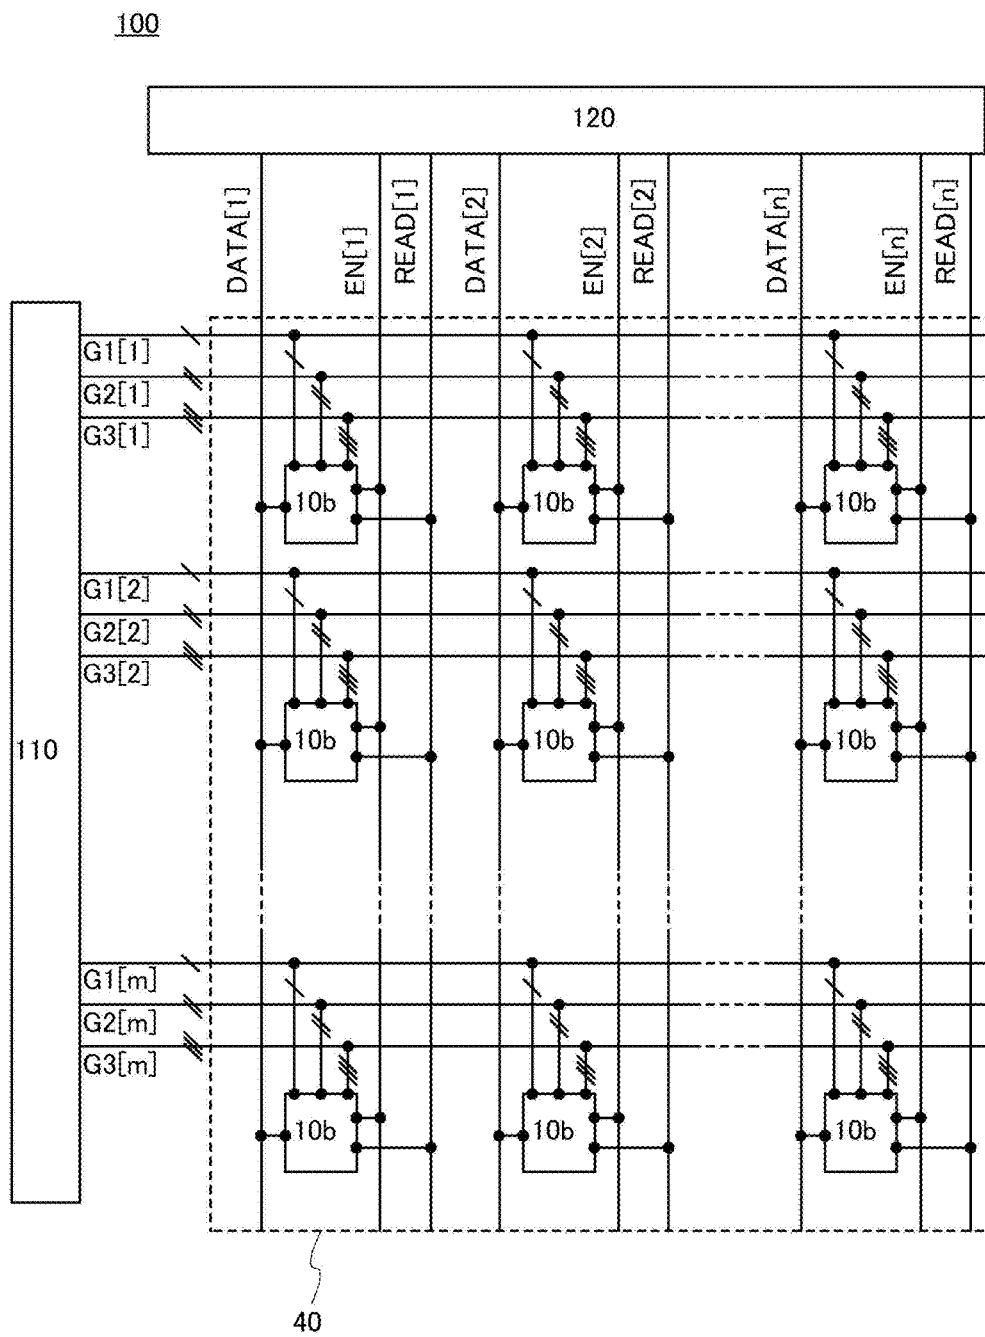 100
120
DATA[1]
EN[1]
READ[1]
DATA[2]
EN[2]
READ[2]
DATA[n]
EN[n]
READ[n]
G1[1]
G2[1]
G3[1]
10b 10b 10b
G1[2]
G2[2]
G3[2]
10b 10b 10b
110
G1[m]
G2[m]
G3[m]
10b 10b 10b
40